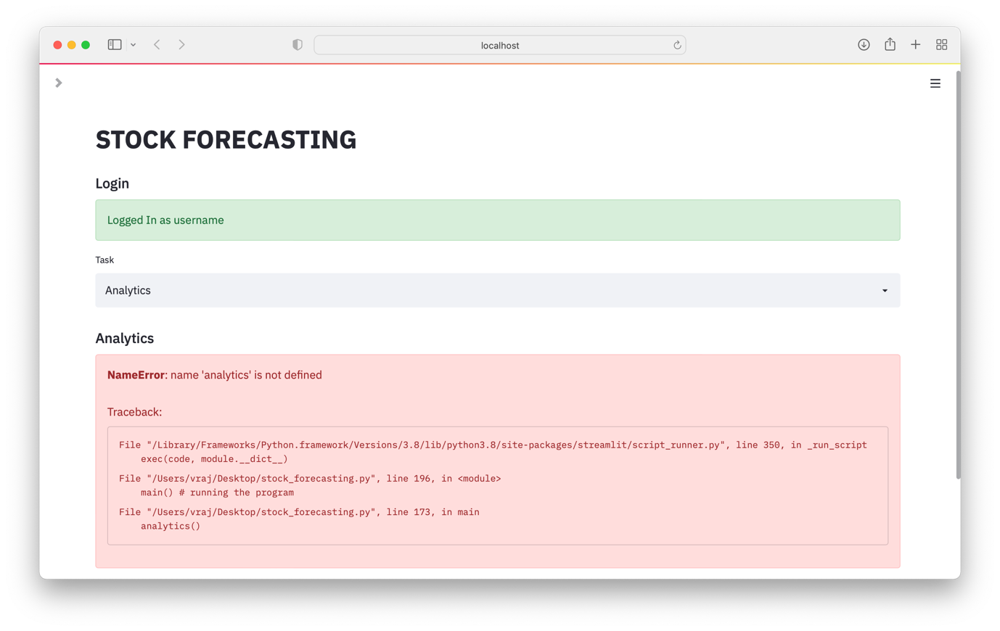 localhost
STOCK FORECASTING
Login
Logged In as username
Task
Analytics
Analytics
NameError: name 'analytics' is not defined
Traceback:
File "/Library/Frameworks/Python.framework/Versions/3.8/lib/python3.8/site-packages/streamlit/script_runner.py", line 350, in _run_script
exec(code, module.__dict__)
File "/Users/vraj/Desktop/stock_forecasting.py", line 196, in <module>
main() # running the program
File "/Users/vraj/Desktop/stock_forecasting.py", line 173, in main
analytics()